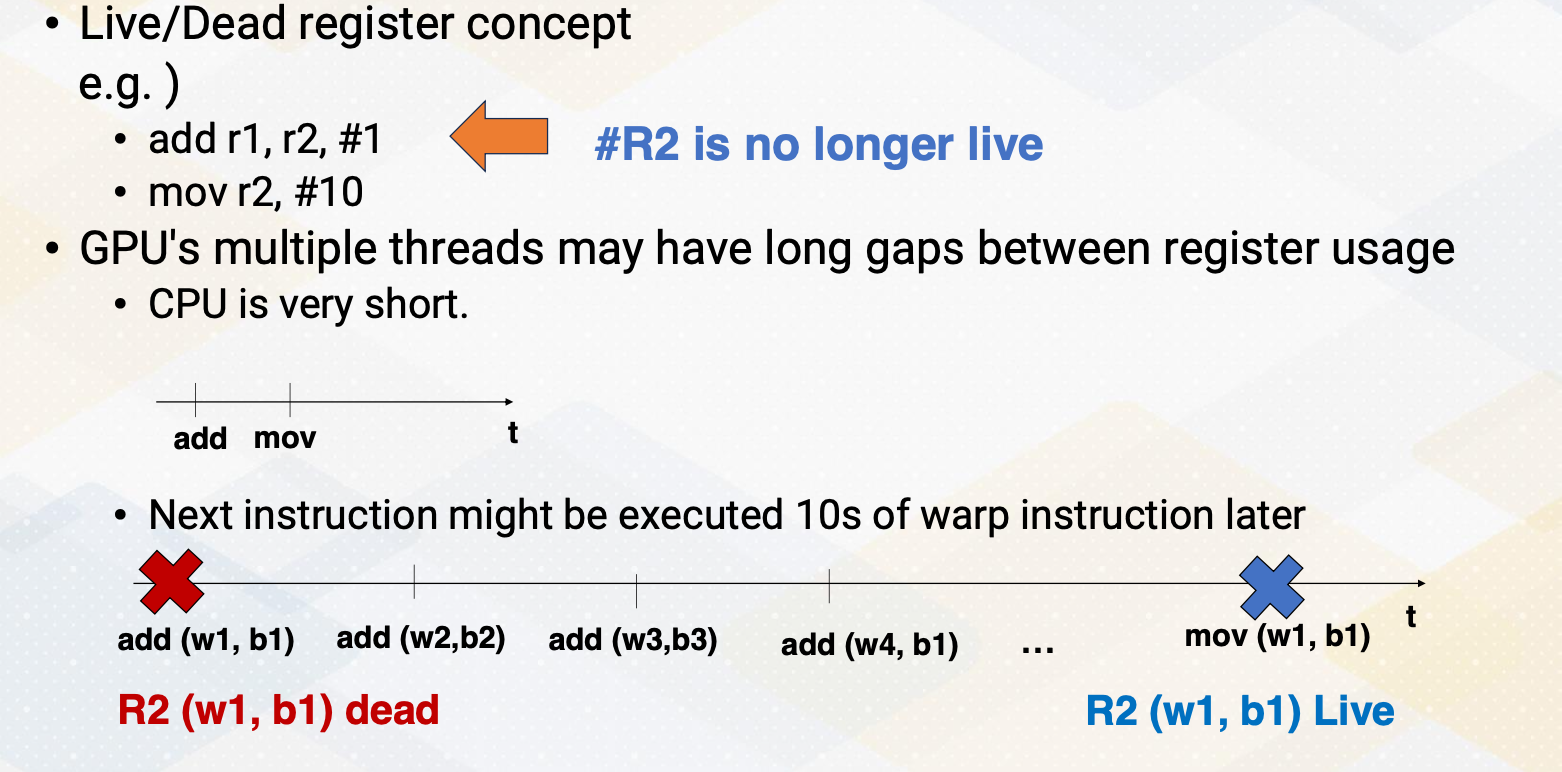 • Live/Dead register concept
e.g. )
• add r1, r2, #1
#R2 is no longer live
• mov r2, #10
• GPU's multiple threads may have long gaps between register usage
• CPU is very short.
add mov t
• Next instruction might be executed 10s of warp instruction later
t
add (w1, b1) add (w2,b2) add (w3,b3) add (w4, b1) ... mov (w1, b1)
R2 (w1, b1) dead
R2 (w1, b1) Live